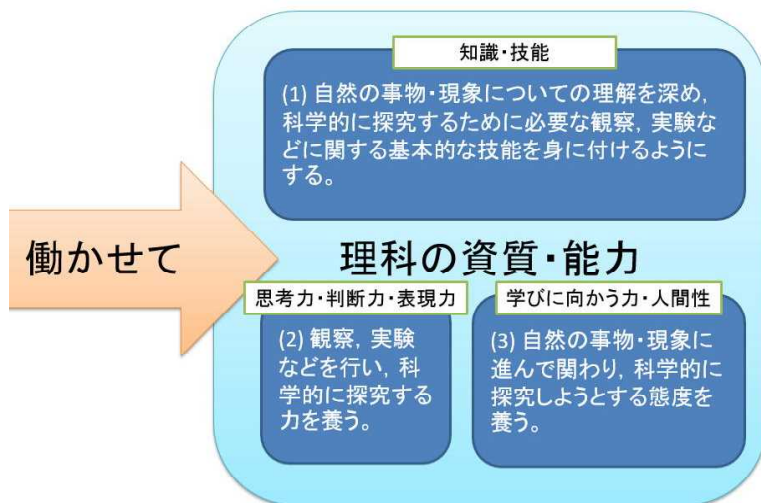 知識・技能
(1) 自然の事物・現象についての理解を深め,
科学的に探究するために必要な観察, 実験な
どに関する基本的な技能を身に付けるように
する。
働かせて
理科の資質・能力
思考力・判断力・表現力
(2) 観察, 実験
などを行い, 科
学的に探究する
力を養う。
学びに向かう力・人間性
(3) 自然の事物・現象に
進んで関わり, 科学的に
探究しようとする態度を
養う。